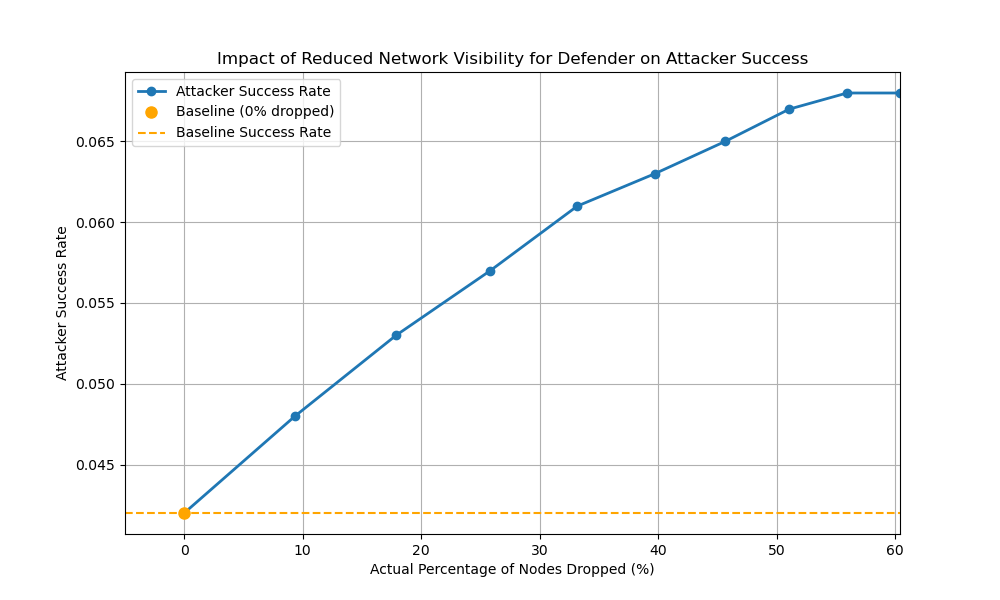 Impact of Reduced Network Visibility for Defender on Attacker Success
Attacker Success Rate
Baseline (0% dropped)
Baseline Success Rate
Attacker Success Rate
0.065
0.060
0.055
0.050
0.045
0
10
20
30
40
50
60
Actual Percentage of Nodes Dropped (%)